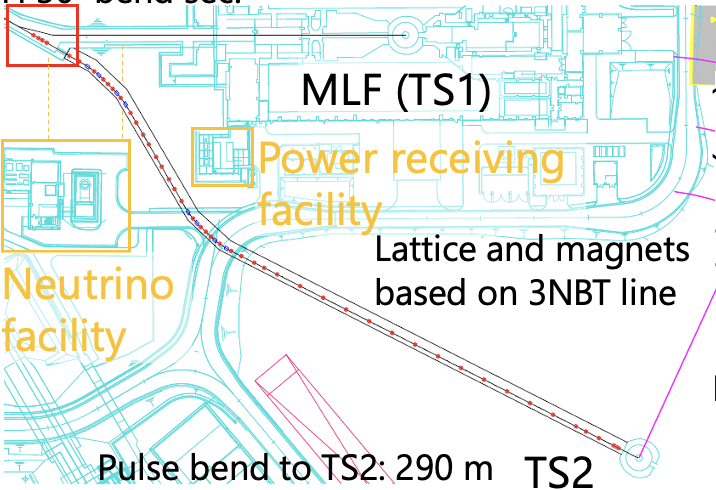 MLF (TS1)
Power receiving
facility
Lattice and magnets
based on 3NBT line
Neutrino
facility
Pulse bend to TS2: 290 m
TS2